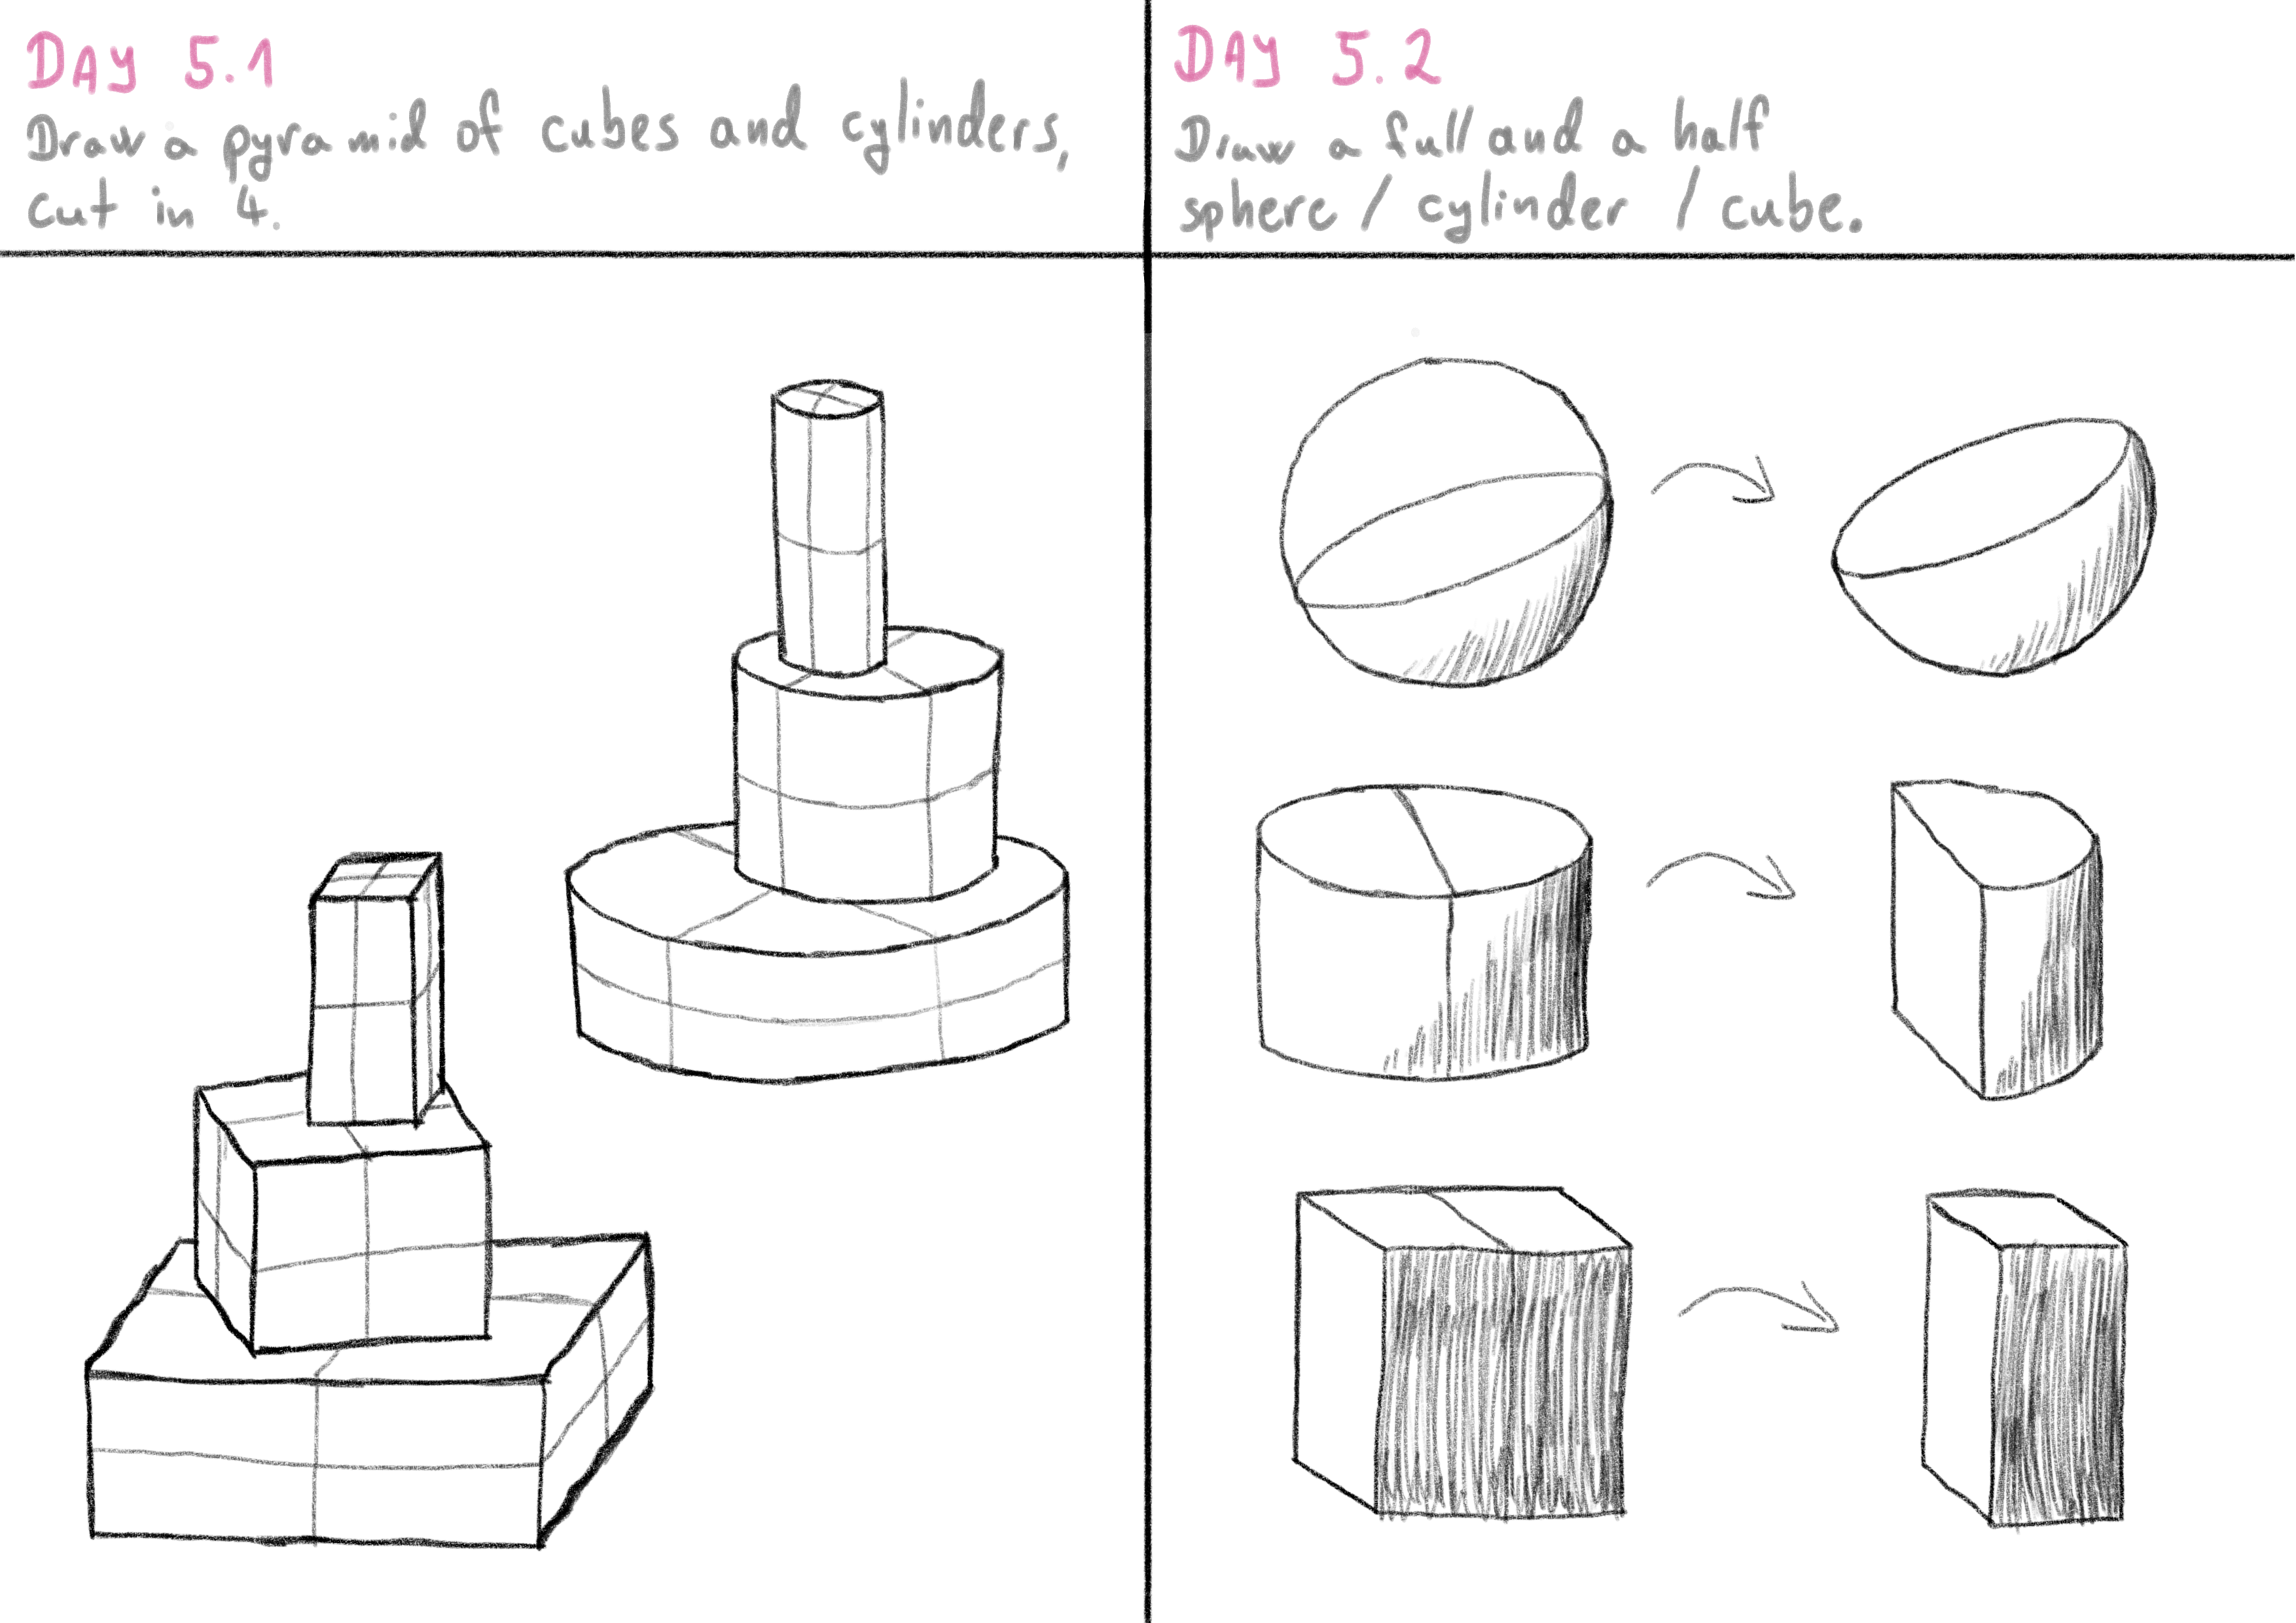 DAY 5.1
Draw a pyramid of cubes and cylinders,
cut in 4.
DAY 5.2
Draw a full and a half
sphere / cylinder / cube.